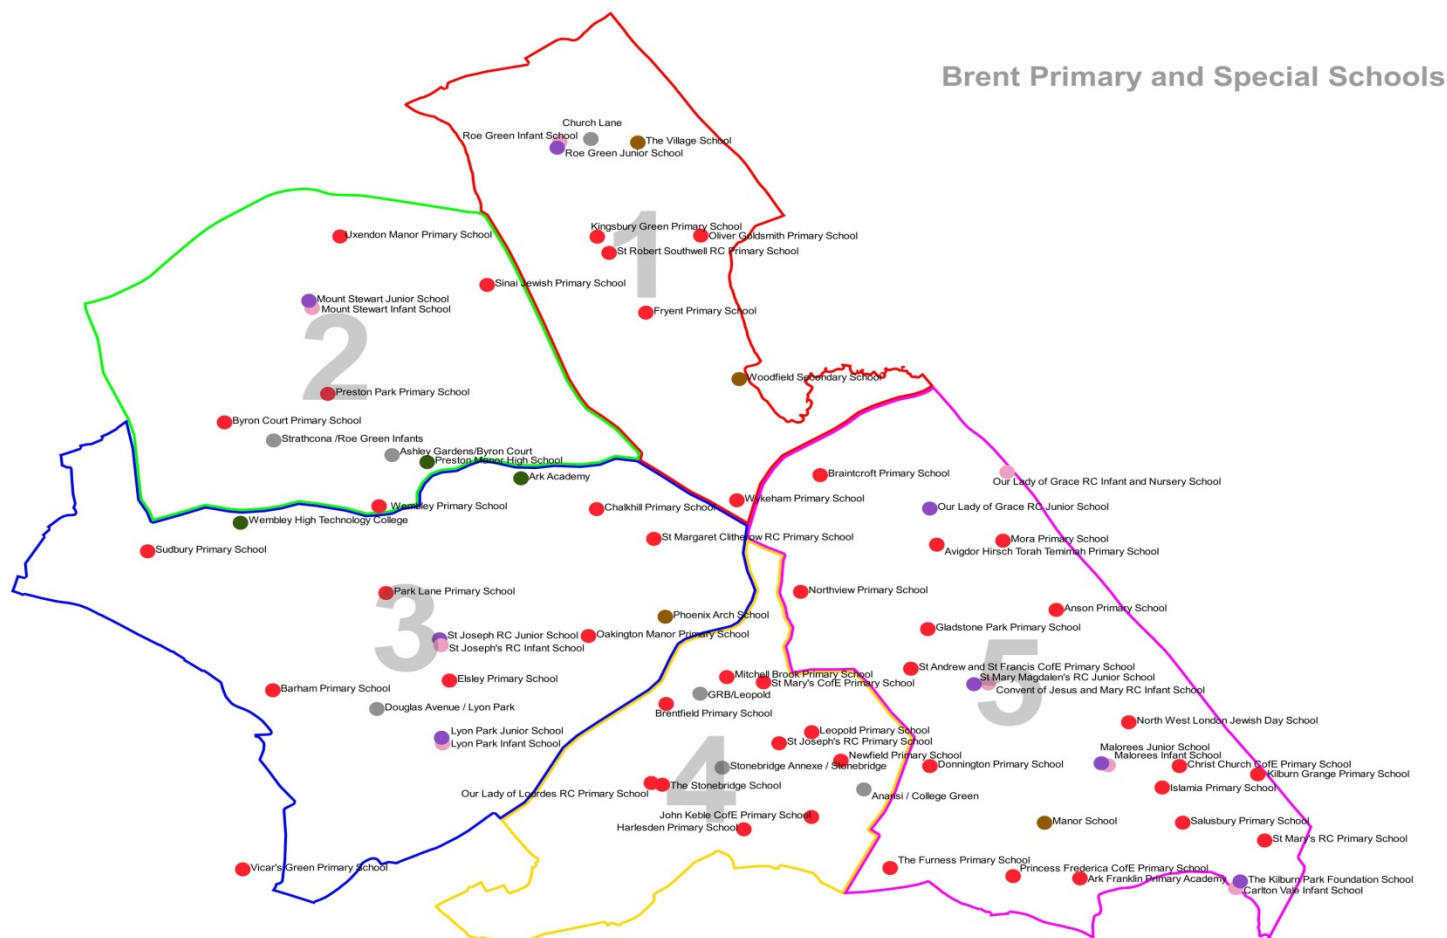 Brent Primary and Special Schools
Church Lane
Roe Green Infant School
The Village School
Roe Green Junior School
1
Kingsbury Green Primary School
Uxendon Manor Primary School
Oliver Goldsmith Primary School
St Robert Southwell RC Primary School
Sinai Jewish Primary School
Mount Stewart Junior School
Mount Stewart Infant School
Fryent Primary School
2
Woodfield Secondary School
Preston Park Primary School
Byron Court Primary School
Strathcona /Roe Green Infants
Ashley Gardens/Byron Court
Preston Manor High School
Ark Academy
Braintcroft Primary School
Our Lady of Grace RC Infant and Nursery School
Wykeham Primary School
Wembley Primary School
Chalkhill Primary School
Our Lady of Grace RC Junior School
Wembley High Technology College
St Margaret Clitherow RC Primary School
Mora Primary School
Sudbury Primary School
Avigdor Hirsch Torah Temimah Primary School
Park Lane Primary School
Northview Primary School
3
Phoenix Arch School
Anson Primary School
St Joseph RC Junior School
Oakington Manor Primary School
Gladstone Park Primary School
St Joseph's RC Infant School
5
St Andrew and St Francis CofE Primary School
Mitchell Brook Primary School
St Mary Magdalen's RC Junior School
Elsley Primary School
St Mary's CofE Primary School
Barham Primary School
Convent of Jesus and Mary RC Infant School
GRB/Leopold
Douglas Avenue / Lyon Park
Brentfield Primary School
North West London Jewish Day School
Lyon Park Junior School
Leopold Primary School
Lyon Park Infant School
St Joseph's RC Primary School
Malorees Junior School
Malorees Infant School
Newfield Primary School
4
Stonebridge Annexe / Stonebridge
Donnington Primary School
Christ Church CofE Primary School
Kilburn Grange Primary School
The Stonebridge School
Our Lady of Lourdes RC Primary School
Islamia Primary School
Anansi / College Green
John Keble CofE Primary School
Harlesden Primary School
Manor School
Salusbury Primary School
St Mary's RC Primary School
Vicar's Green Primary School
The Furness Primary School
Princess Frederica CofE Primary School
Ark Franklin Primary Academy
The Kilburn Park Foundation School
Carlton Vale Infant School